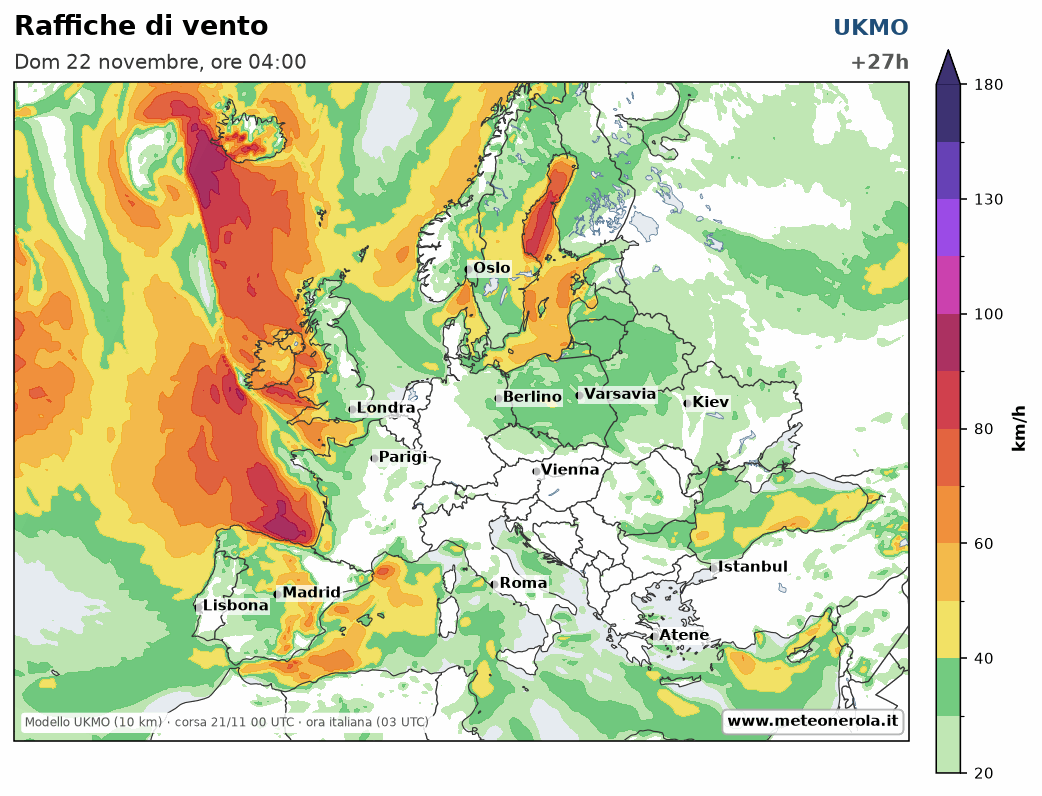 Raffiche di vento
UKMO
Dom 22 novembre, ore 04:00
+27h
180
130
100
80
60
40
20
km/h
Oslo
Londra
Berlino
Varsavia
Kiev
Parigi
Vienna
Istanbul
Roma
Madrid
Lisbona
Atene
Modello UKMO (10 km) · corsa 21/11 00 UTC · ora italiana (03 UTC)
www.meteonerola.it